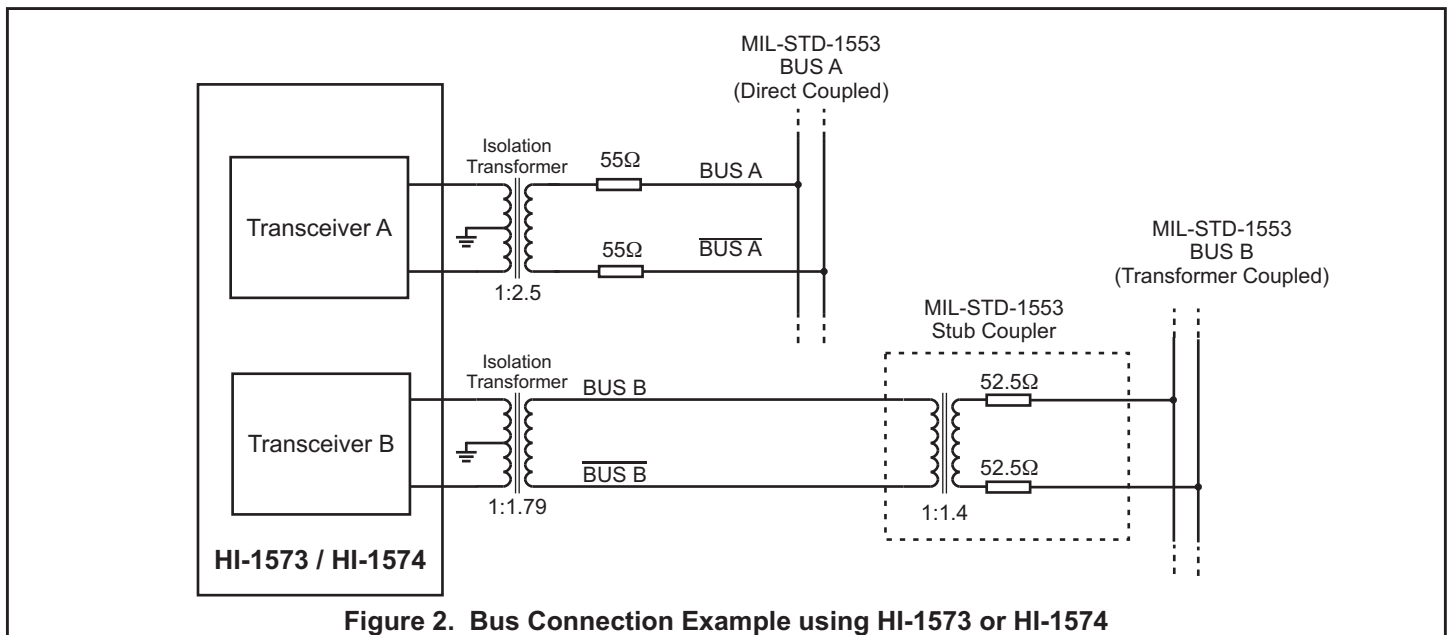 MIL-STD-1553
BUS A
(Direct Coupled)
Isolation
Transformer
55Ω
BUS A
Transceiver A
55Ω
BUS A
1:2.5
MIL-STD-1553
BUS B
(Transformer Coupled)
MIL-STD-1553
Stub Coupler
Isolation
Transformer
BUS B
52.5Ω
Transceiver B
BUS B
52.5Ω
1:1.79
1:1.4
HI-1573 / HI-1574
Figure 2. Bus Connection Example using HI-1573 or HI-1574